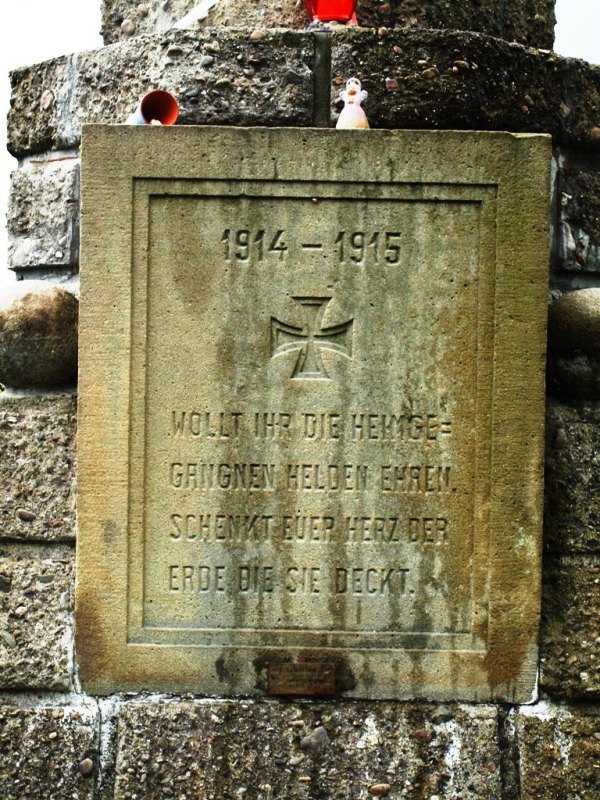 1914 – 1915
WOLLT IHR DIE HEIMGE=
GANGNEN HELDEN EHREN,
SCHENKT EUER HERZ DER
ERDE DIE SIE DECKT.